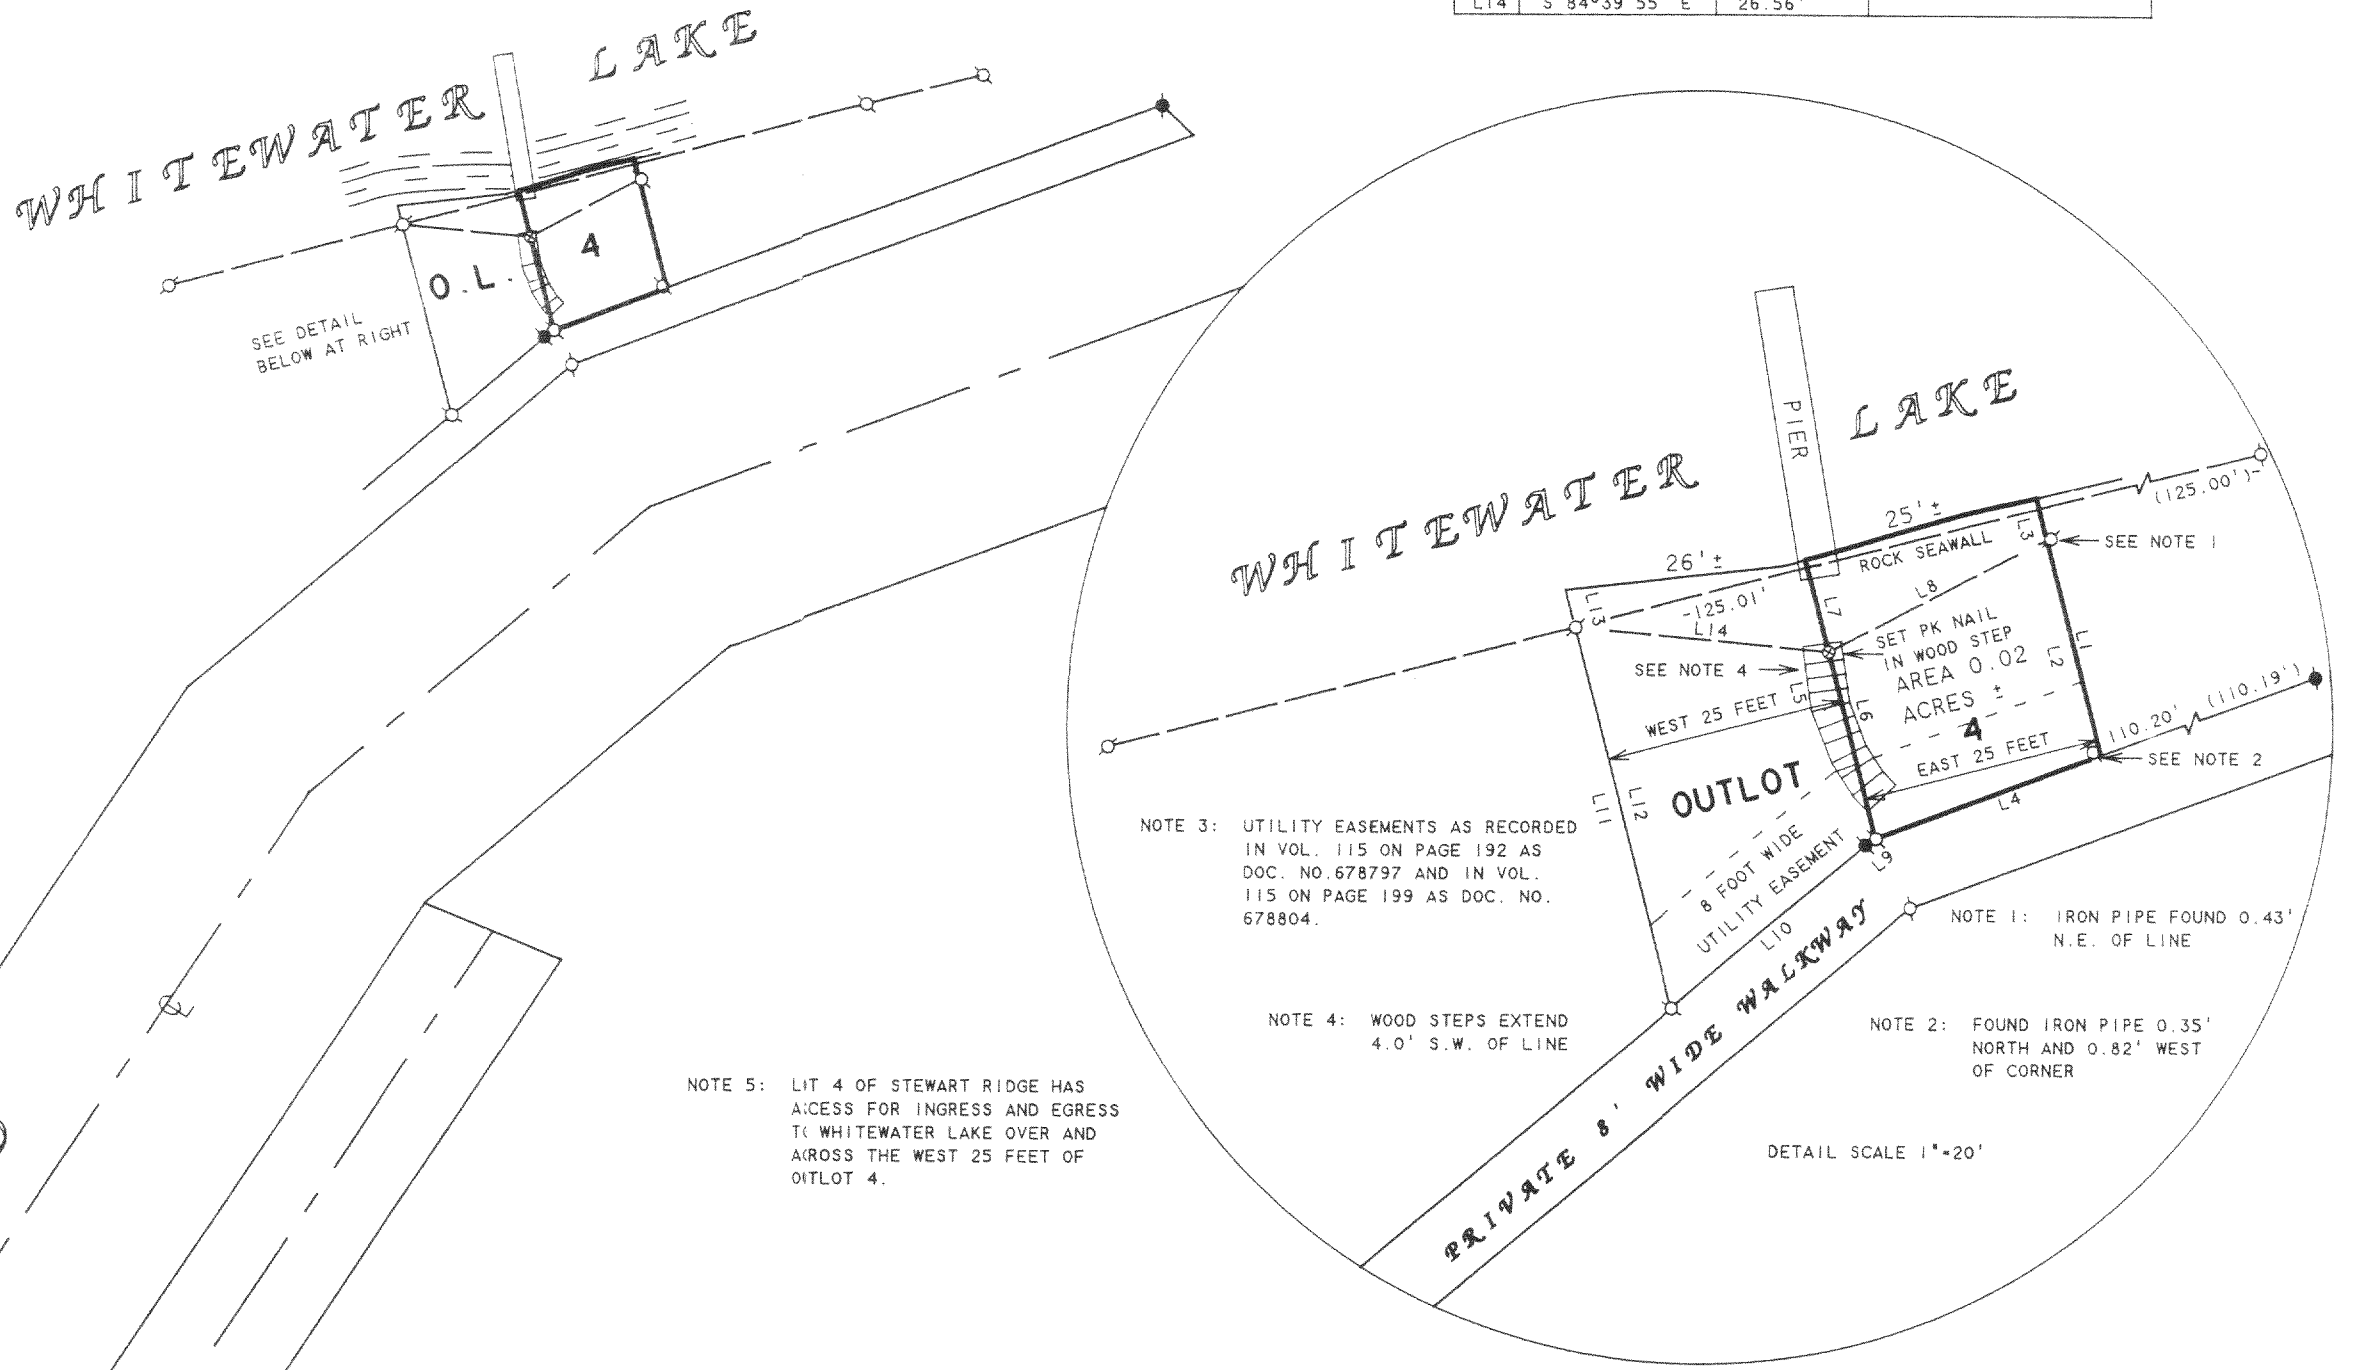 L14 S 84°39'55" E 26.56'
WHITEWATER LAKE
4
O.L.
SEE DETAIL
BELOW AT RIGHT
WHITEWATER LAKE
PIER
(125.00')
25'±
ROCK SEAWALL
L3
SEE NOTE 1
26'±
L13
-125.01'
L14
L7
L8
SET PK NAIL
IN WOOD STEP
AREA 0.02
ACRES ±
4
SEE NOTE 4
L5
L6
L1
L2
WEST 25 FEET
EAST 25 FEET
110.20' (110.19')
SEE NOTE 2
L4
OUTLOT
L11
L12
8 FOOT WIDE
UTILITY EASEMENT
L9
L10
PRIVATE 8' WIDE WALKWAY
NOTE 3: UTILITY EASEMENTS AS RECORDED
IN VOL. 115 ON PAGE 192 AS
DOC. NO.678797 AND IN VOL.
115 ON PAGE 199 AS DOC. NO.
678804.
NOTE 1: IRON PIPE FOUND 0.43'
N.E. OF LINE
NOTE 4: WOOD STEPS EXTEND
4.0' S.W. OF LINE
NOTE 2: FOUND IRON PIPE 0.35'
NORTH AND 0.82' WEST
OF CORNER
DETAIL SCALE 1"=20'
NOTE 5: LOT 4 OF STEWART RIDGE HAS
ACCESS FOR INGRESS AND EGRESS
TO WHITEWATER LAKE OVER AND
ACROSS THE WEST 25 FEET OF
OUTLOT 4.